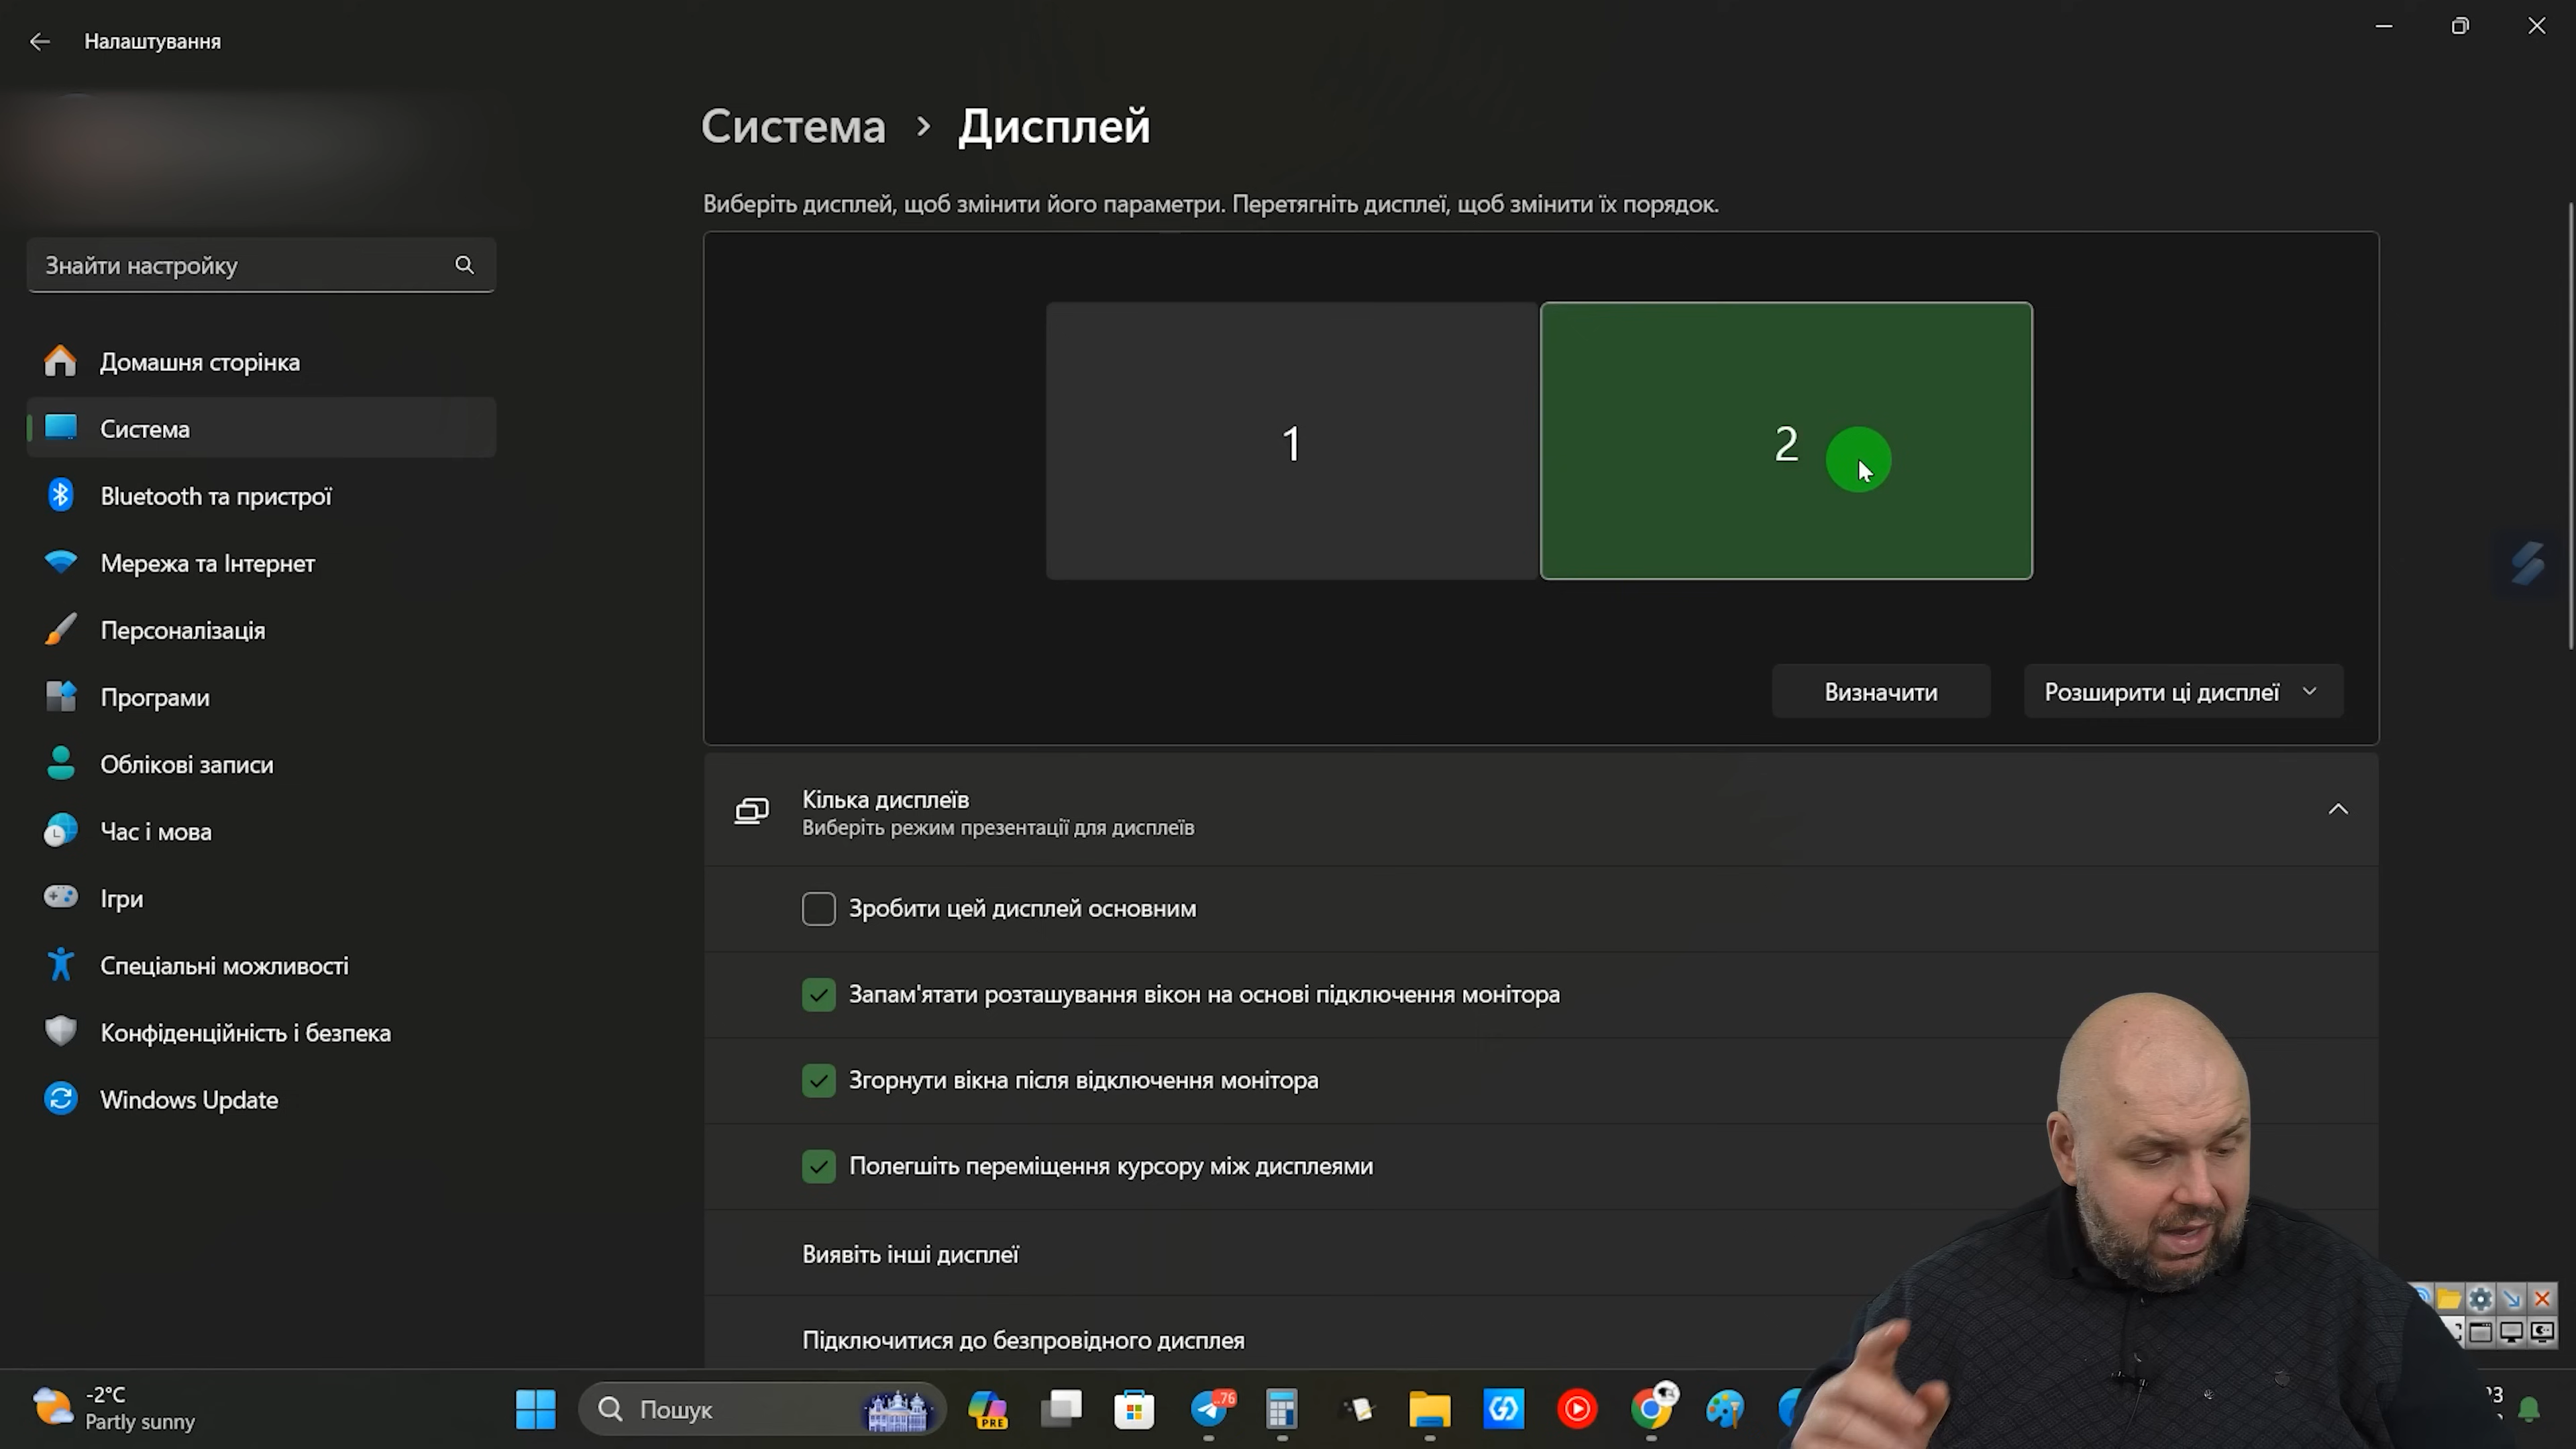 Налаштування
Система › Дисплей
Виберіть дисплей, щоб змінити його параметри. Перетягніть дисплеї, щоб змінити їх порядок.
Знайти настройку
Домашня сторінка
Система
Bluetooth та пристрої
Мережа та Інтернет
Персоналізація
Програми
Облікові записи
Час і мова
Ігри
Спеціальні можливості
Конфіденційність і безпека
Windows Update
1
2
Визначити
Розширити ці дисплеї
Кілька дисплеїв
Виберіть режим презентації для дисплеїв
Зробити цей дисплей основним
Запам'ятати розташування вікон на основі підключення монітора
Згорнути вікна після відключення монітора
Полегшіть переміщення курсору між дисплеями
Виявіть інші дисплеї
Підключитися до безпровідного дисплея
-2°C
Partly sunny
Пошук
PRE
76